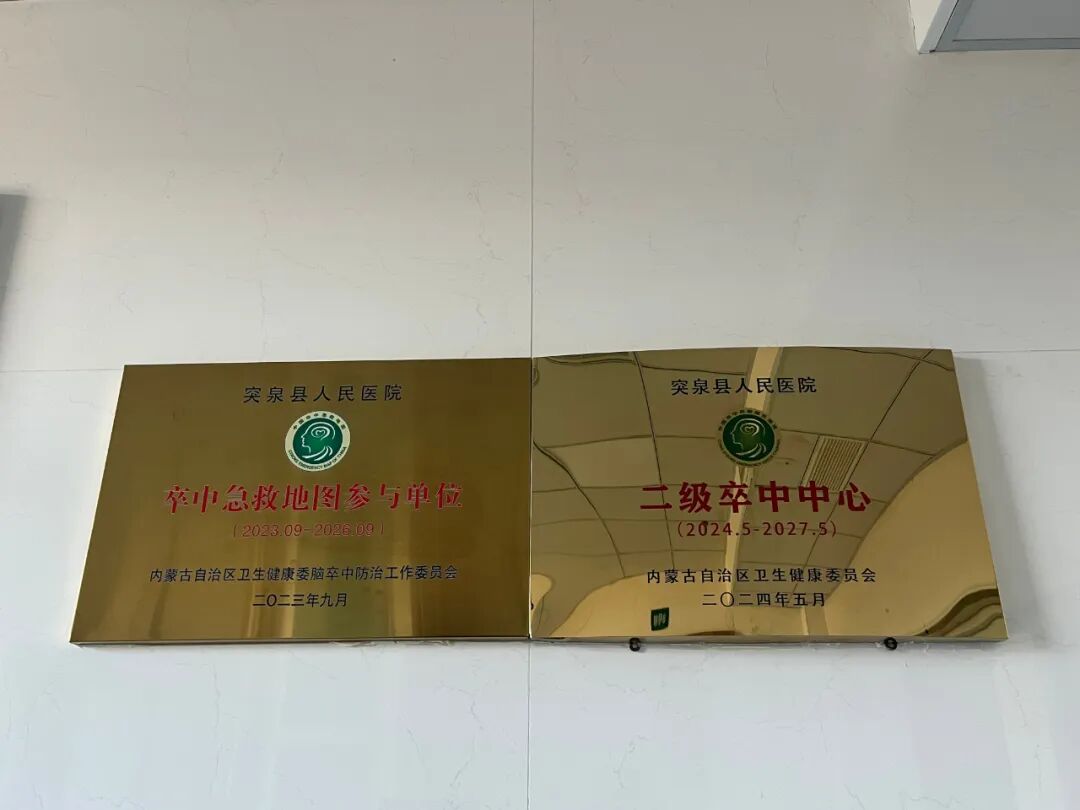 突泉县人民医院
卒中急救地图参与单位
(2023.09-2026.09)
内蒙古自治区卫生健康委脑卒中防治工作委员会
二〇二三年九月
突泉县人民医院
二级卒中中心
(2024.5-2027.5)
内蒙古自治区卫生健康委员会
二〇二四年五月